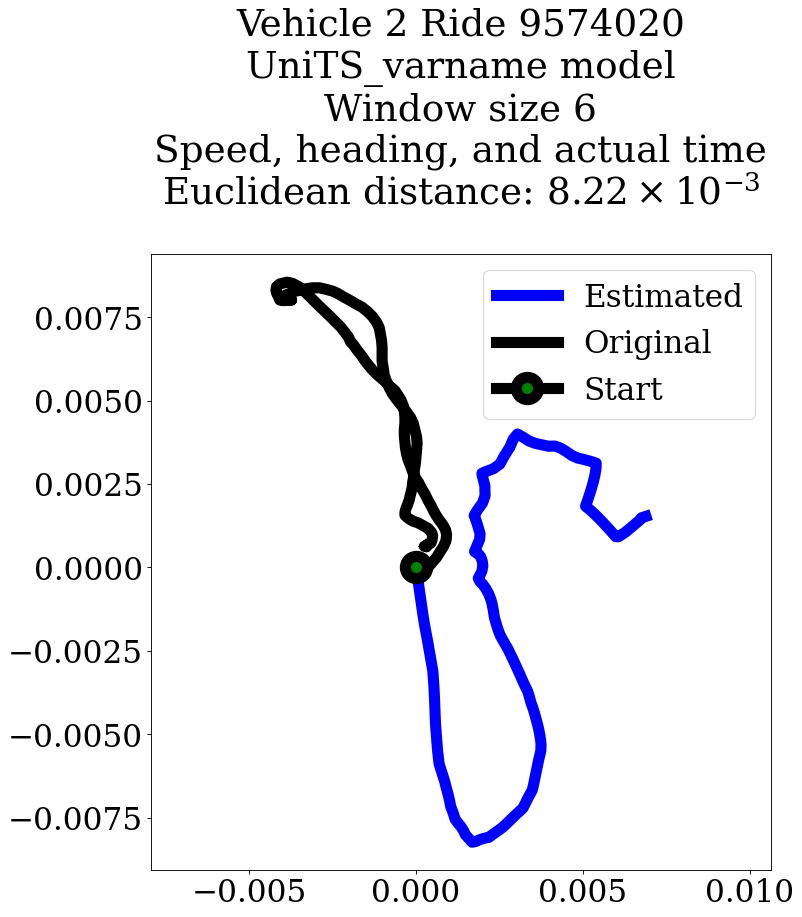 Vehicle 2 Ride 9574020
UniTS_varname model
Window size 6
Speed, heading, and actual time
Euclidean distance: 8.22 × 10⁻³
Estimated
Original
Start
0.0075
0.0050
0.0025
0.0000
−0.0025
−0.0050
−0.0075
−0.005 0.000 0.005 0.010